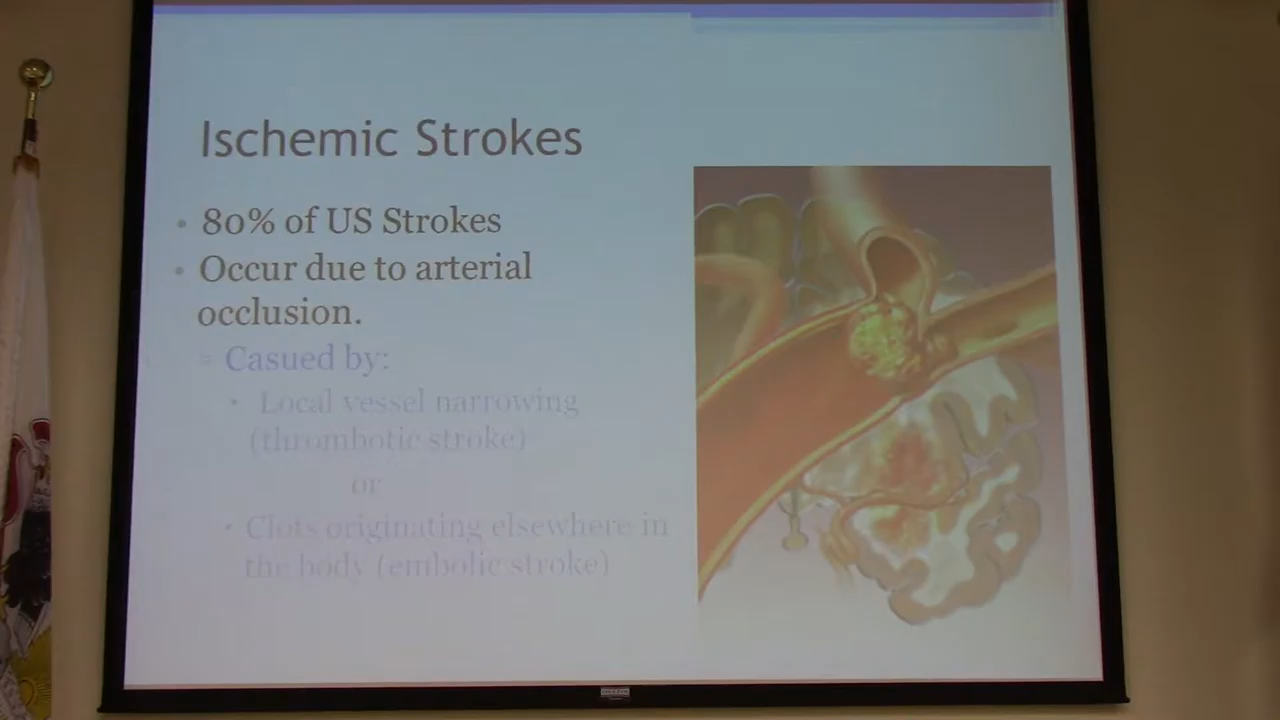 Ischemic Strokes
• 80% of US Strokes
• Occur due to arterial
occlusion.
▫ Casued by:
• Local vessel narrowing
(thrombotic stroke)
or
• Clots originating elsewhere in
the body (embolic stroke)